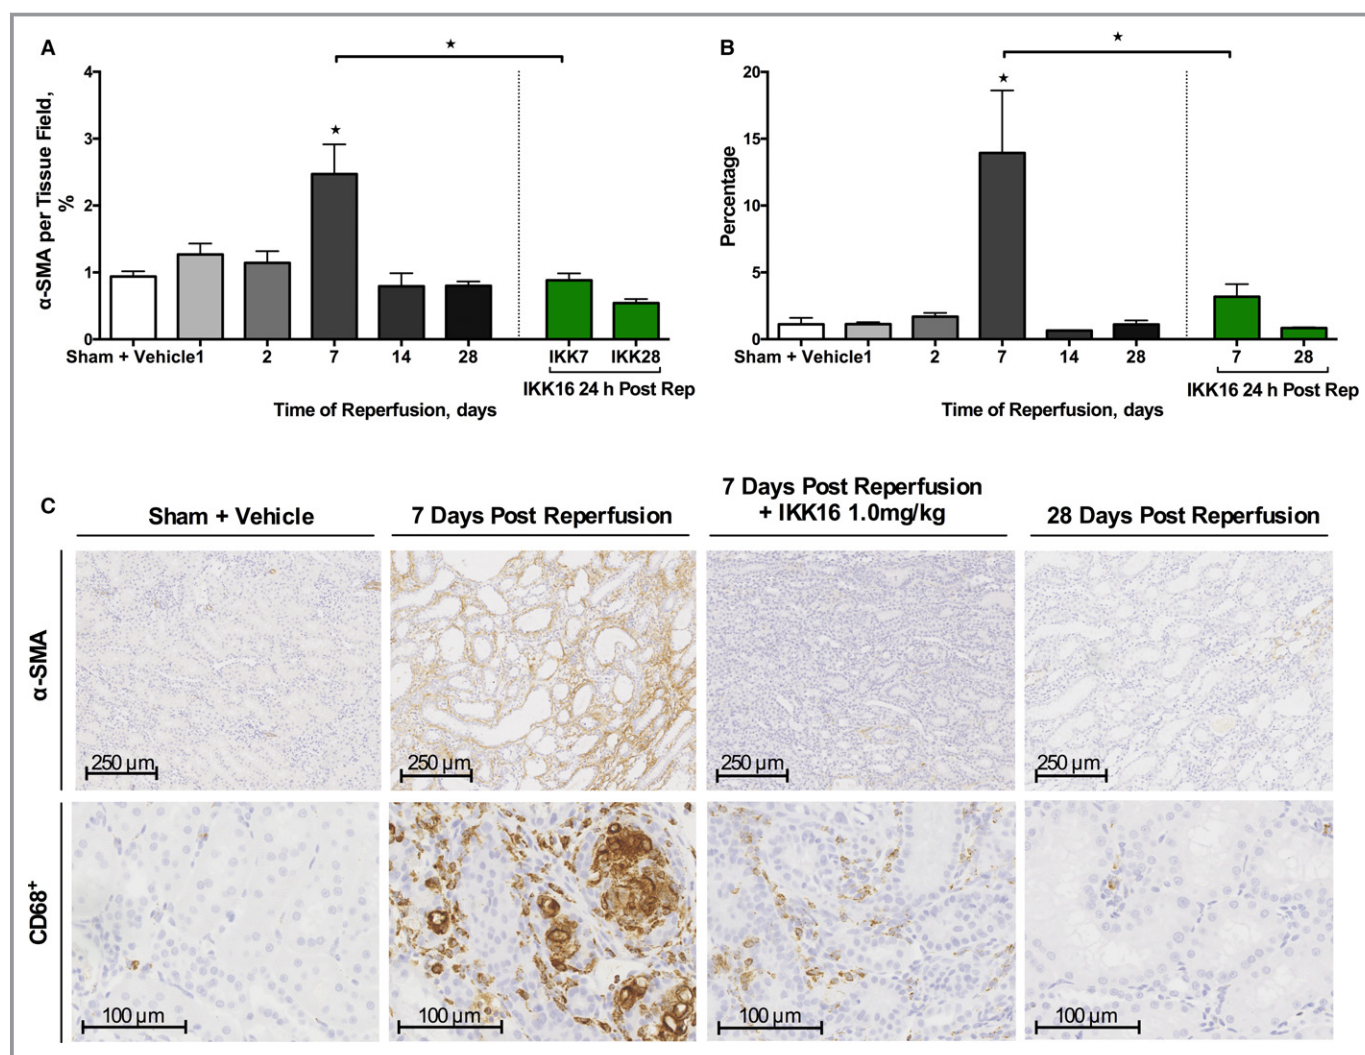 A
★
α-SMA per Tissue Field,
%
4
3
2
1
0
★
Sham + Vehicle
1
2
7
14
28
IKK7
IKK28
IKK16 24 h Post Rep
Time of Reperfusion, days
B
★
Percentage
20
15
10
5
0
★
Sham + Vehicle
1
2
7
14
28
7
28
IKK16 24 h Post Rep
Time of Reperfusion, days
C
Sham + Vehicle
7 Days Post Reperfusion
7 Days Post Reperfusion
+ IKK16 1.0mg/kg
28 Days Post Reperfusion
α-SMA
250 µm
250 µm
250 µm
250 µm
CD68⁺
100 µm
100 µm
100 µm
100 µm